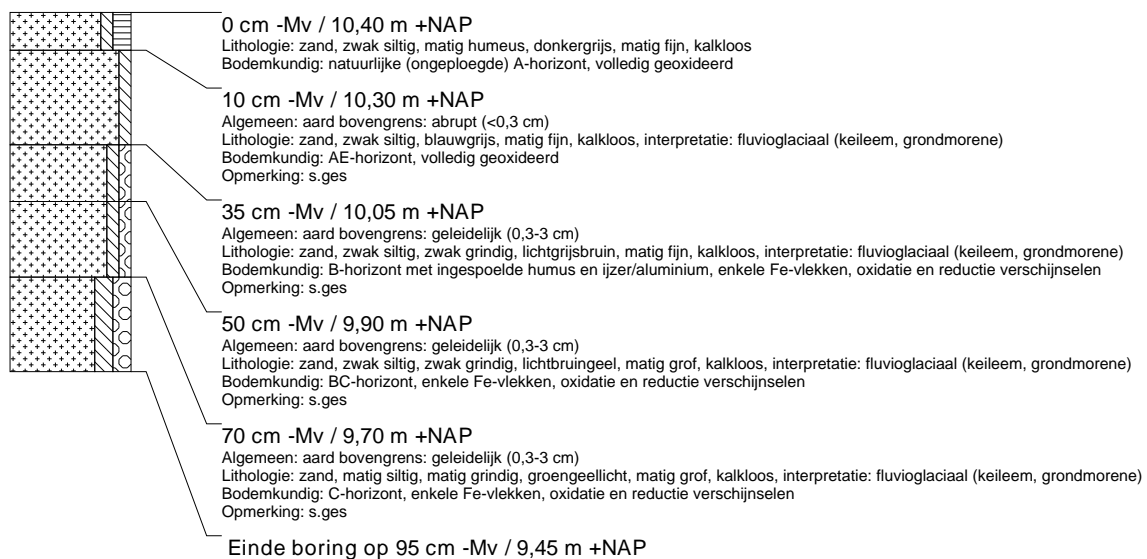 0 cm -Mv / 10,40 m +NAP
Lithologie: zand, zwak siltig, matig humeus, donkergrijs, matig fijn, kalkloos
Bodemkundig: natuurlijke (ongeploegde) A-horizont, volledig geoxideerd
10 cm -Mv / 10,30 m +NAP
Algemeen: aard bovengrens: abrupt (<0,3 cm)
Lithologie: zand, zwak siltig, blauwgrijs, matig fijn, kalkloos, interpretatie: fluvioglaciaal (keileem, grondmorene)
Bodemkundig: AE-horizont, volledig geoxideerd
Opmerking: s.ges
35 cm -Mv / 10,05 m +NAP
Algemeen: aard bovengrens: geleidelijk (0,3-3 cm)
Lithologie: zand, zwak siltig, zwak grindig, lichtgrijsbruin, matig fijn, kalkloos, interpretatie: fluvioglaciaal (keileem, grondmorene)
Bodemkundig: B-horizont met ingespoelde humus en ijzer/aluminium, enkele Fe-vlekken, oxidatie en reductie verschijnselen
Opmerking: s.ges
50 cm -Mv / 9,90 m +NAP
Algemeen: aard bovengrens: geleidelijk (0,3-3 cm)
Lithologie: zand, zwak siltig, zwak grindig, lichtbruingeel, matig grof, kalkloos, interpretatie: fluvioglaciaal (keileem, grondmorene)
Bodemkundig: BC-horizont, enkele Fe-vlekken, oxidatie en reductie verschijnselen
Opmerking: s.ges
70 cm -Mv / 9,70 m +NAP
Algemeen: aard bovengrens: geleidelijk (0,3-3 cm)
Lithologie: zand, matig siltig, matig grindig, groengeellicht, matig grof, kalkloos, interpretatie: fluvioglaciaal (keileem, grondmorene)
Bodemkundig: C-horizont, enkele Fe-vlekken, oxidatie en reductie verschijnselen
Opmerking: s.ges
Einde boring op 95 cm -Mv / 9,45 m +NAP